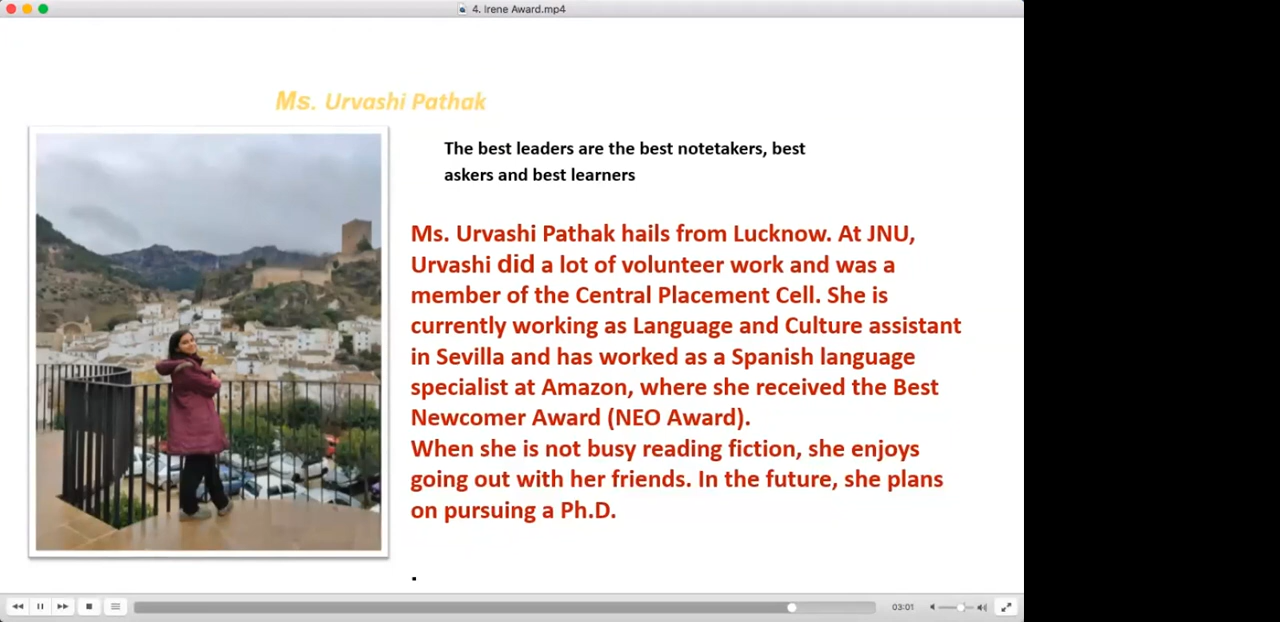 4. Irene Award.mp4
Ms. Urvashi Pathak
The best leaders are the best notetakers, best
askers and best learners
Ms. Urvashi Pathak hails from Lucknow. At JNU,
Urvashi did a lot of volunteer work and was a
member of the Central Placement Cell. She is
currently working as Language and Culture assistant
in Sevilla and has worked as a Spanish language
specialist at Amazon, where she received the Best
Newcomer Award (NEO Award).
When she is not busy reading fiction, she enjoys
going out with her friends. In the future, she plans
on pursuing a Ph.D.
.
03:01